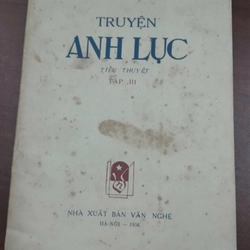 TRUYỆN
ANH LỤC
TIỂU THUYẾT
TẬP III
NHÀ XUẤT BẢN VĂN NGHỆ
HÀ-NỘI — 1956